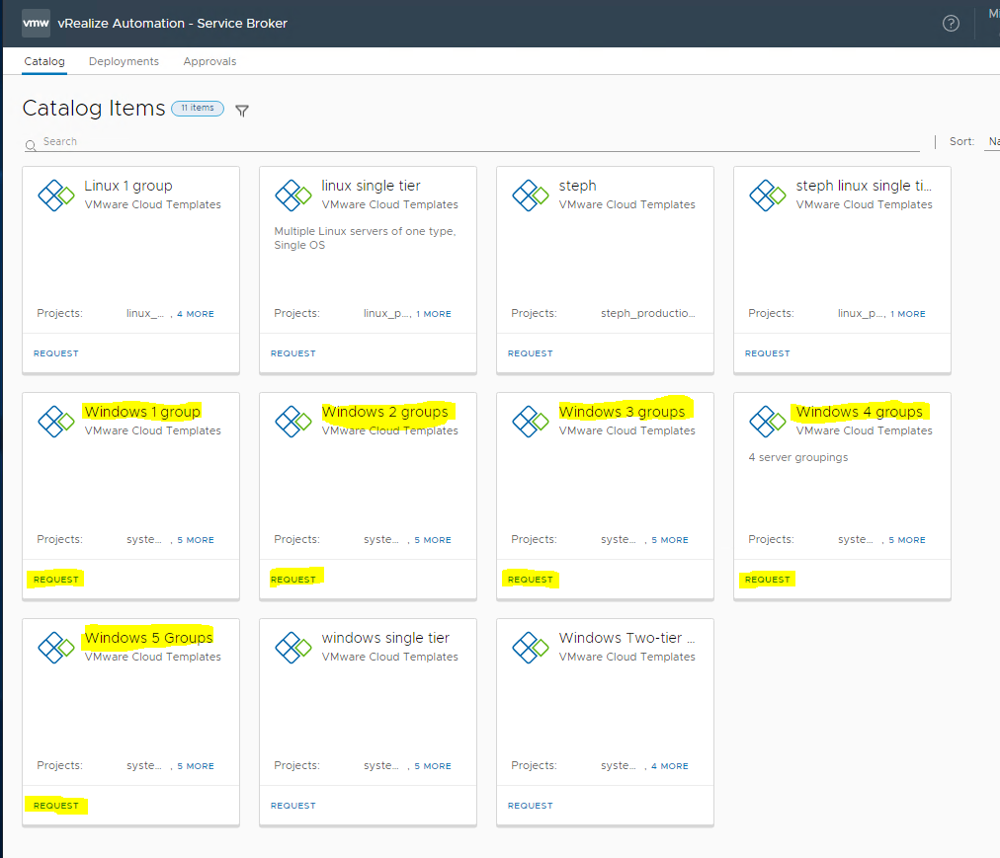 vmw vRealize Automation - Service Broker
Catalog Deployments Approvals
Catalog Items 11 items
Search Sort:
Linux 1 group
VMware Cloud Templates
Projects: linux_... , 4 MORE
REQUEST
linux single tier
VMware Cloud Templates
Multiple Linux servers of one type,
Single OS
Projects: linux_p..., 1 MORE
REQUEST
steph
VMware Cloud Templates
Projects: steph_productio...
REQUEST
steph linux single ti...
VMware Cloud Templates
Projects: linux_p..., 1 MORE
REQUEST
Windows 1 group
VMware Cloud Templates
Projects: syste... , 5 MORE
REQUEST
Windows 2 groups
VMware Cloud Templates
Projects: syste... , 5 MORE
REQUEST
Windows 3 groups
VMware Cloud Templates
Projects: syste... , 5 MORE
REQUEST
Windows 4 groups
VMware Cloud Templates
4 server groupings
Projects: syste... , 5 MORE
REQUEST
Windows 5 Groups
VMware Cloud Templates
Projects: syste... , 5 MORE
REQUEST
windows single tier
VMware Cloud Templates
Projects: syste... , 5 MORE
REQUEST
Windows Two-tier ...
VMware Cloud Templates
Projects: syste... , 4 MORE
REQUEST